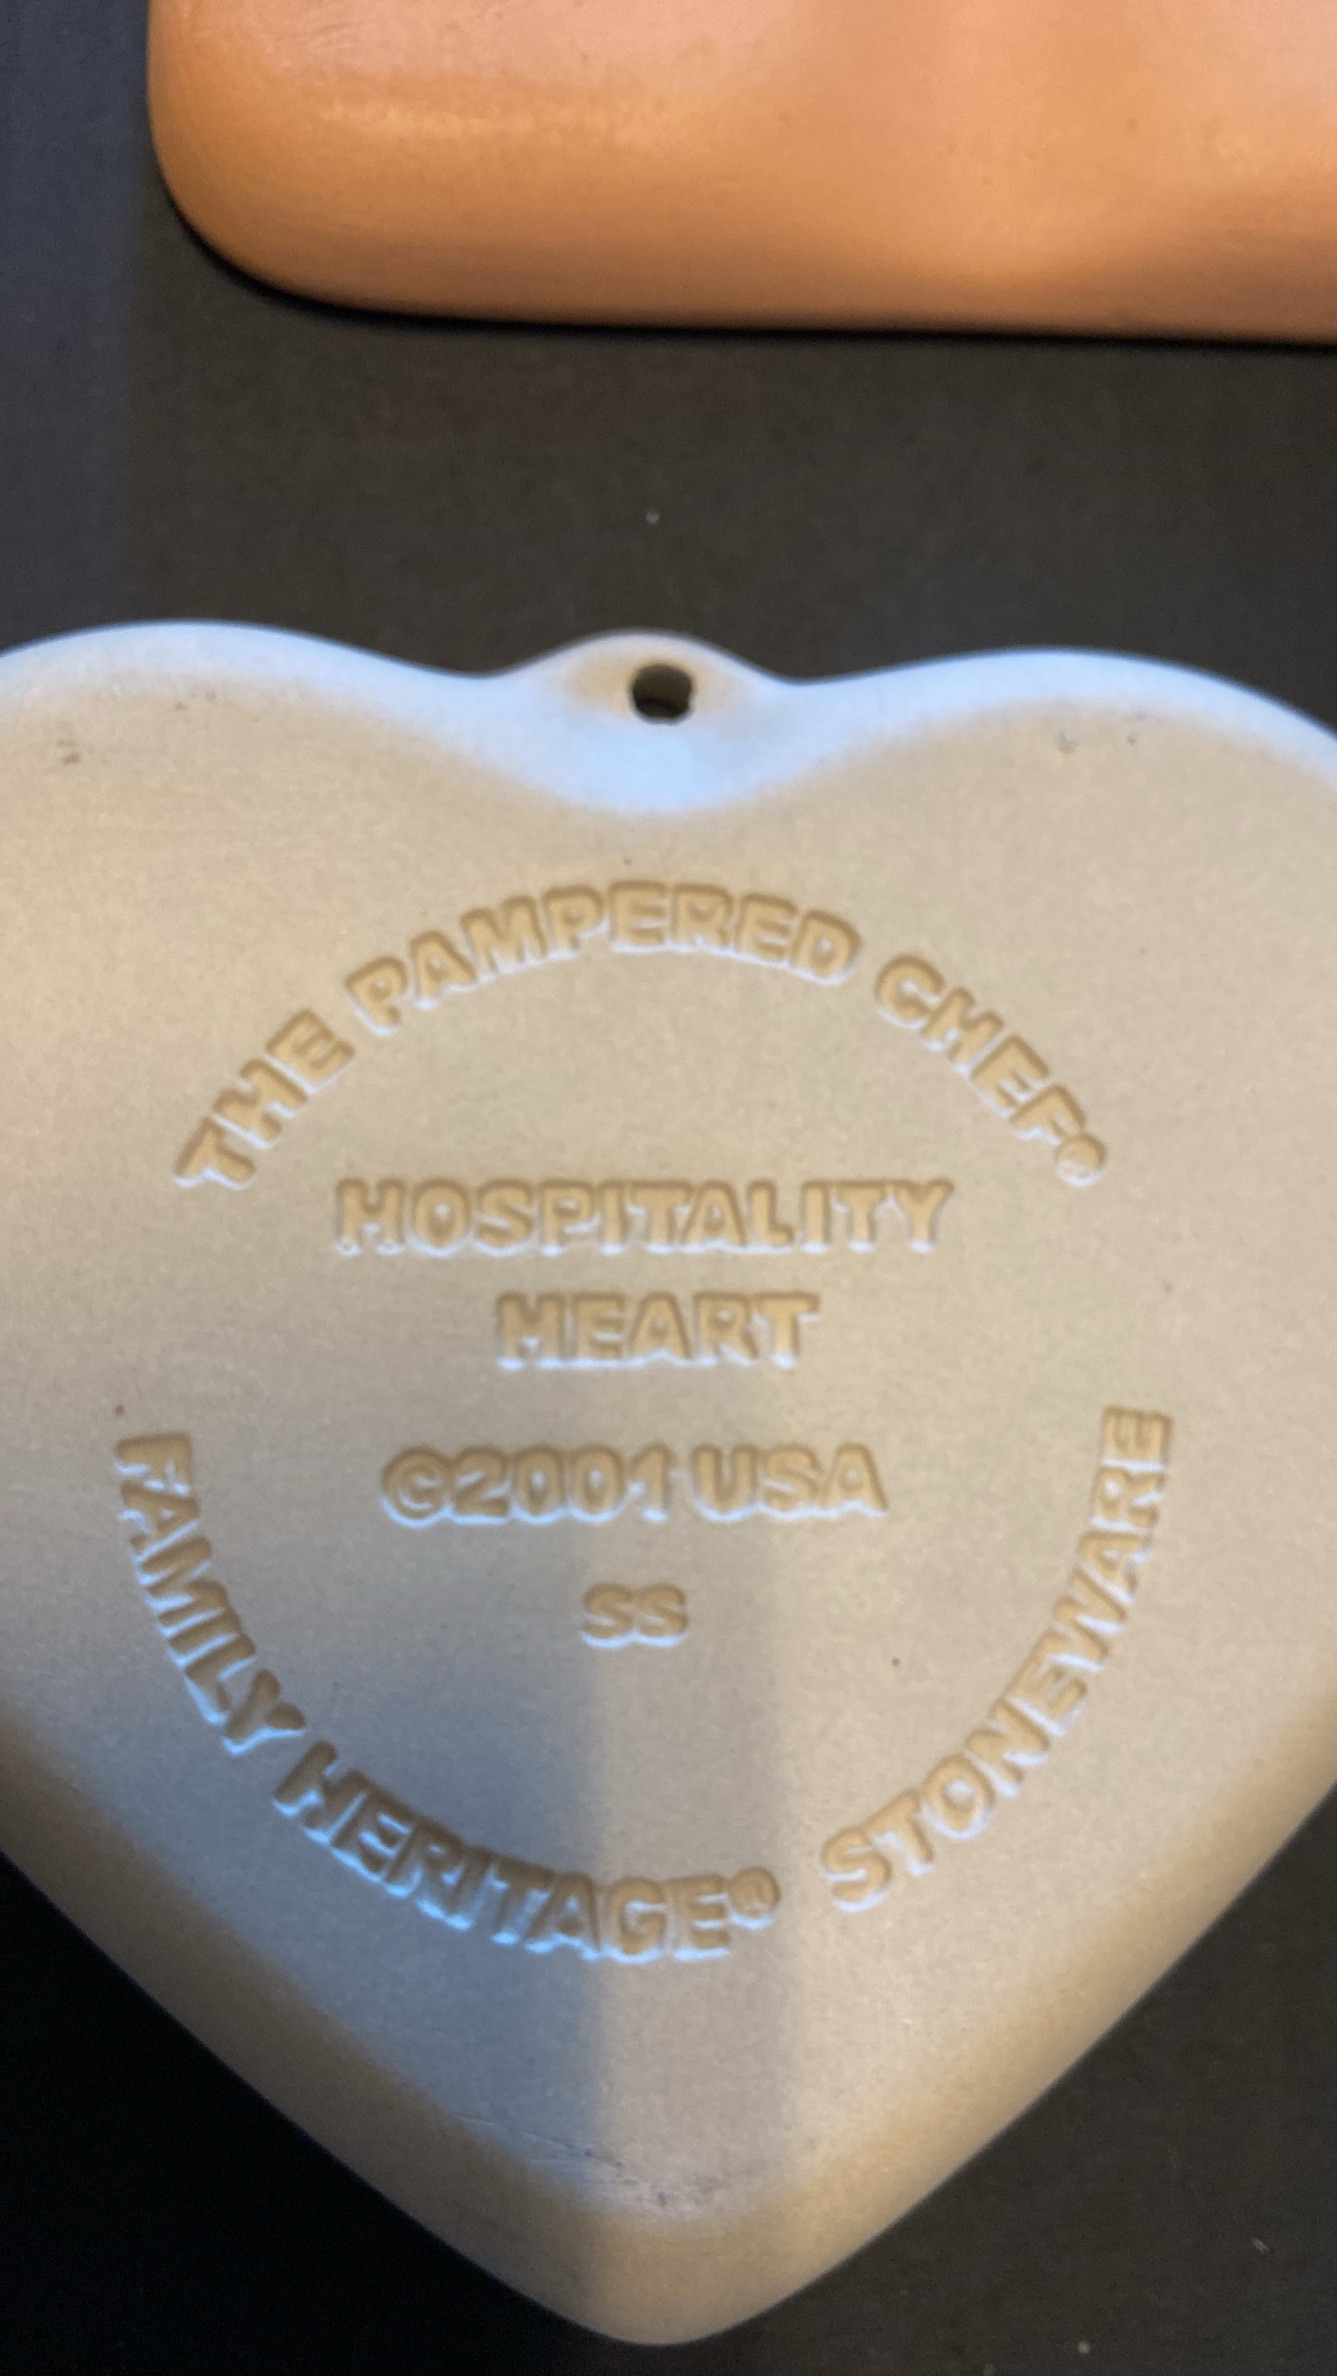 THE PAMPERED CHEF®
HOSPITALITY
HEART
©2001 USA
SS
FAMILY HERITAGE® STONEWARE